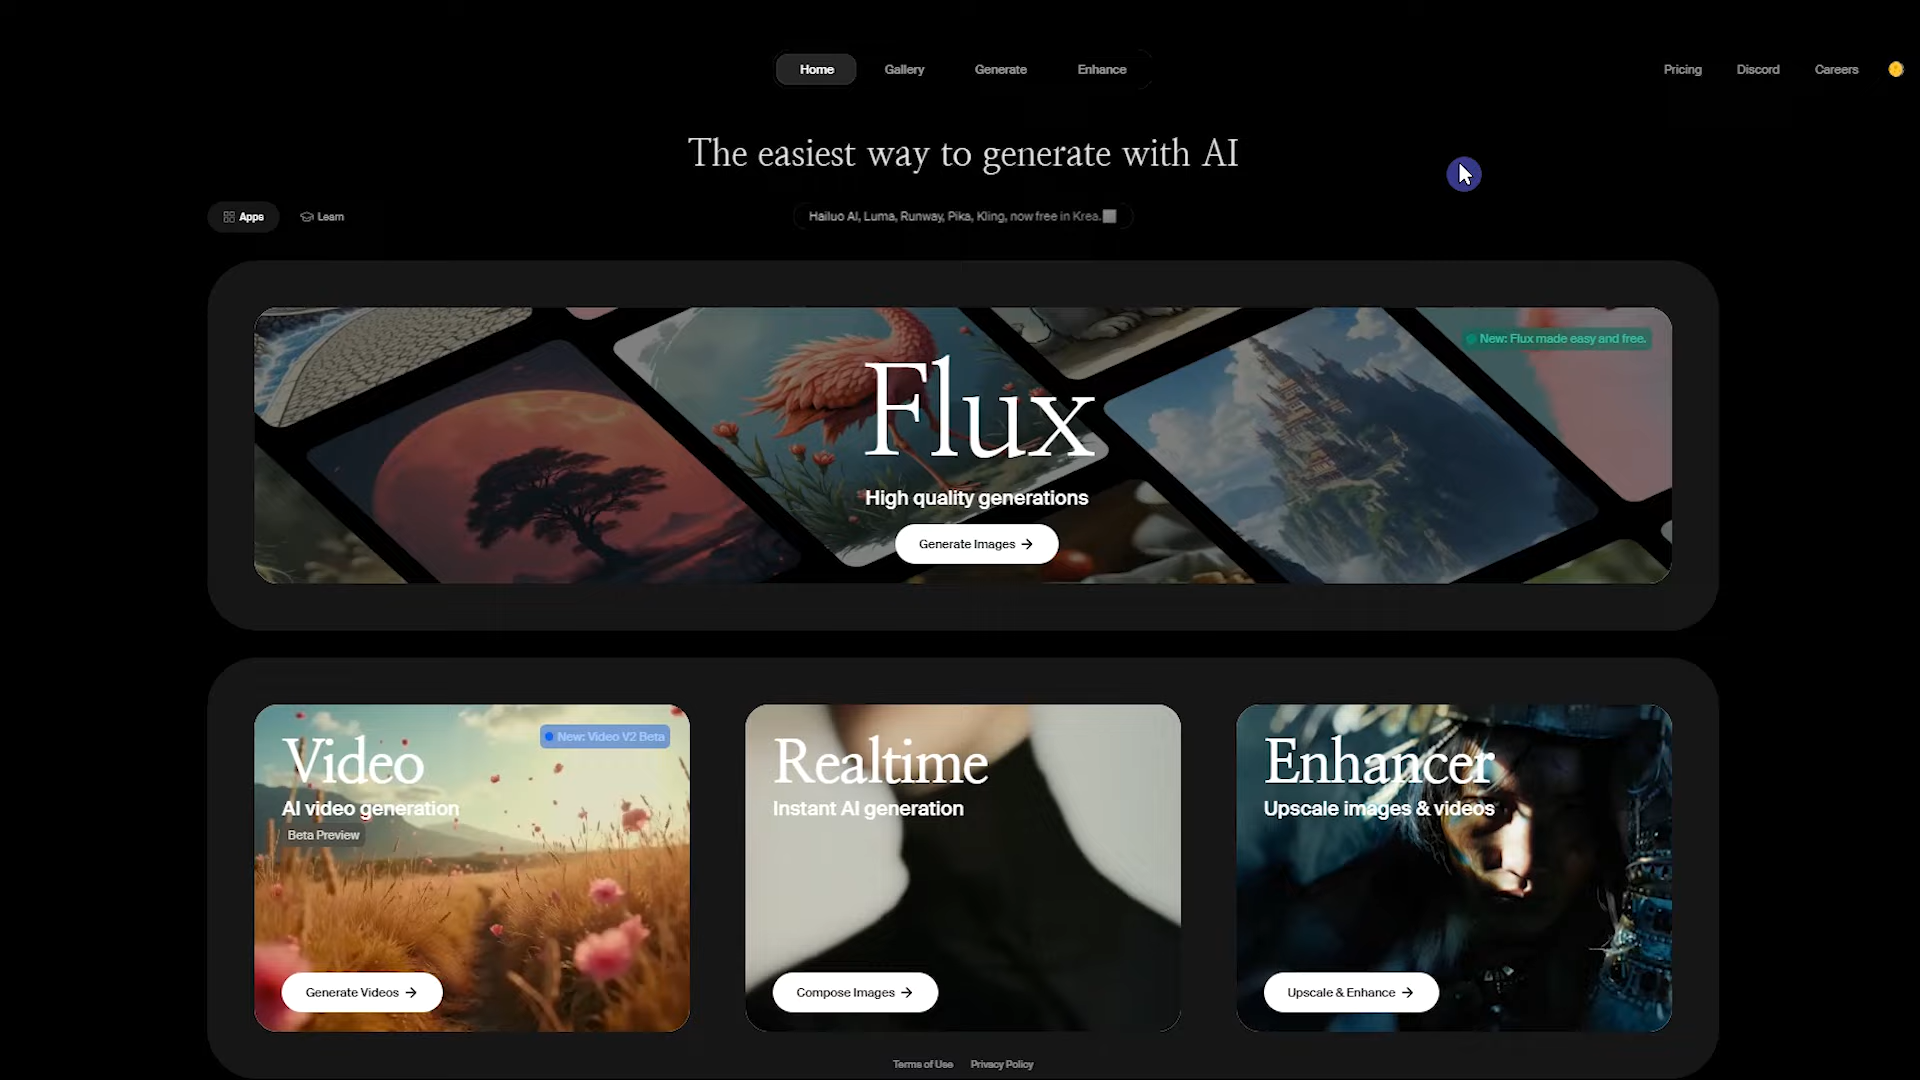 Home Gallery Generate Enhance Pricing Discord Careers
The easiest way to generate with AI
Apps Learn Hailuo AI, Luma, Runway, Pika, Kling, now free in Krea.
New: Flux made easy and free.
Flux
High quality generations
Generate Images →
Video
New: Video V2 Beta
AI video generation
Beta Preview
Generate Videos →
Realtime
Instant AI generation
Compose Images →
Enhancer
Upscale images & videos
Upscale & Enhance →
Terms of Use Privacy Policy